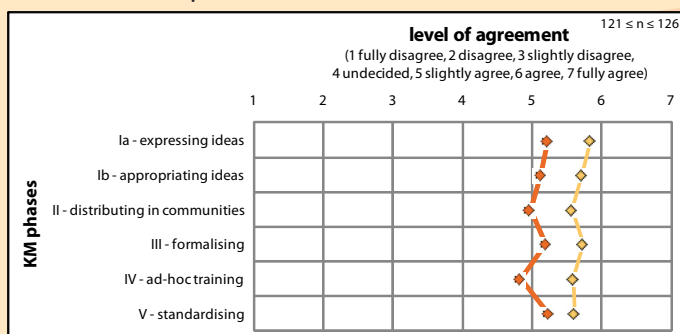 121 ≤ n ≤ 126
level of agreement
(1 fully disagree, 2 disagree, 3 slightly disagree,
4 undecided, 5 slightly agree, 6 agree, 7 fully agree)
1 2 3 4 5 6 7
KM phases
Ia - expressing ideas
Ib - appropriating ideas
II - distributing in communities
III - formalising
IV - ad-hoc training
V - standardising